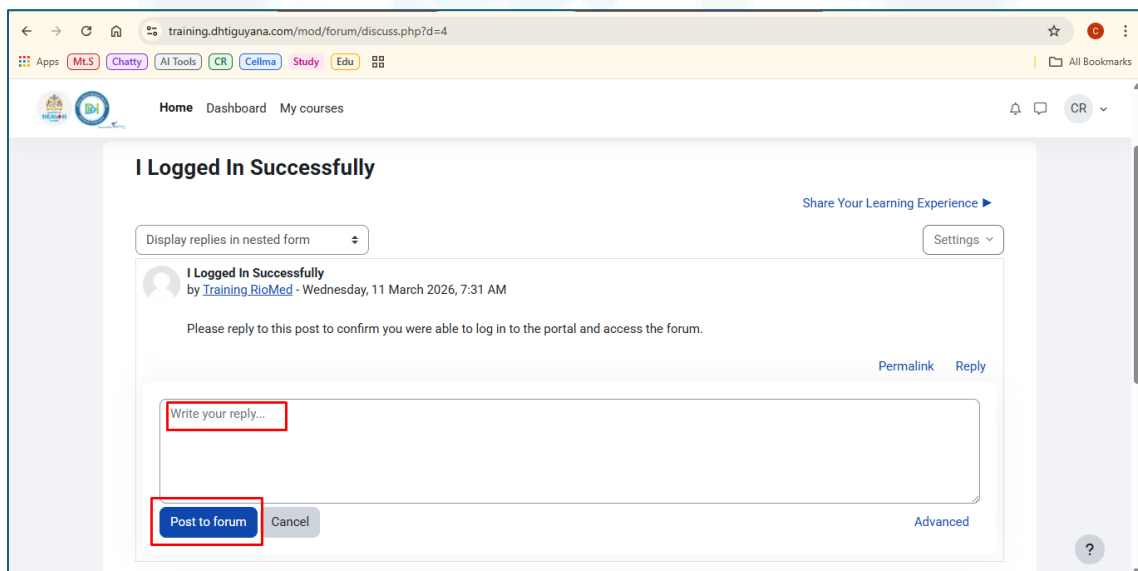 training.dhtiguyana.com/mod/forum/discuss.php?d=4
C
Apps Mt.S Chatty AI Tools CR Cellma Study Edu All Bookmarks
HEALTH
Home Dashboard My courses CR
I Logged In Successfully
Share Your Learning Experience ►
Display replies in nested form Settings
I Logged In Successfully
by Training RioMed - Wednesday, 11 March 2026, 7:31 AM
Please reply to this post to confirm you were able to log in to the portal and access the forum.
Permalink Reply
Write your reply...
Post to forum Cancel Advanced
?